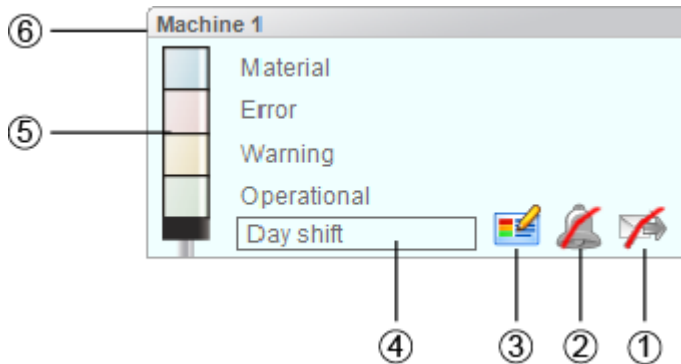 ⑥
Machine 1
Material
Error
⑤
Warning
Operational
Day shift
④
③
②
①